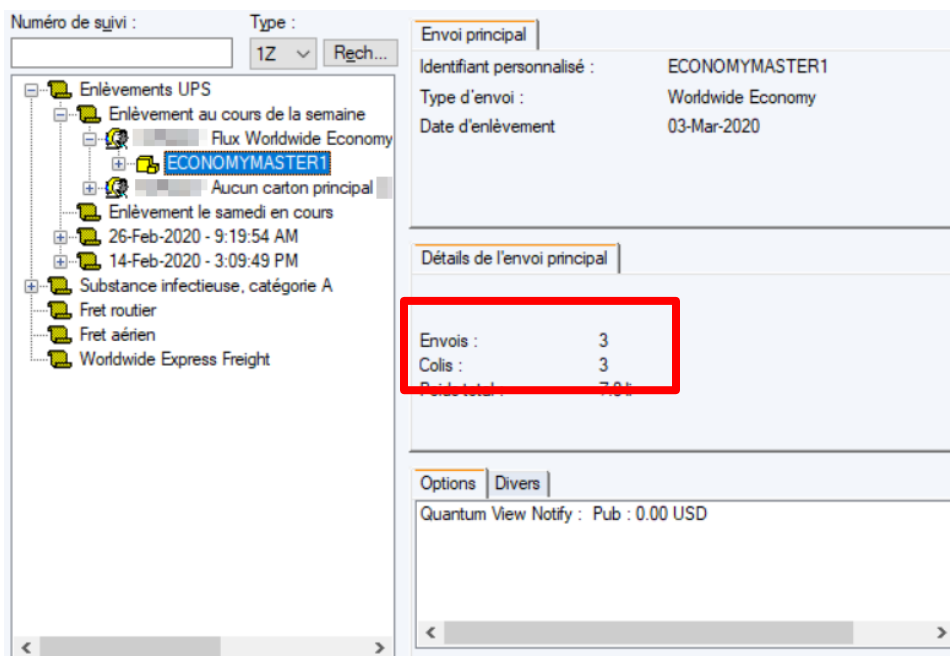 Numéro de suivi :
Type :
1Z
Rech...
Enlèvements UPS
Enlèvement au cours de la semaine
Flux Worldwide Economy
ECONOMYMASTER1
Aucun carton principal
Enlèvement le samedi en cours
26-Feb-2020 - 9:19:54 AM
14-Feb-2020 - 3:09:49 PM
Substance infectieuse, catégorie A
Fret routier
Fret aérien
Worldwide Express Freight
Envoi principal
Identifiant personnalisé : ECONOMYMASTER1
Type d'envoi : Worldwide Economy
Date d'enlèvement 03-Mar-2020
Détails de l'envoi principal
Envois : 3
Colis : 3
Options Divers
Quantum View Notify : Pub : 0.00 USD